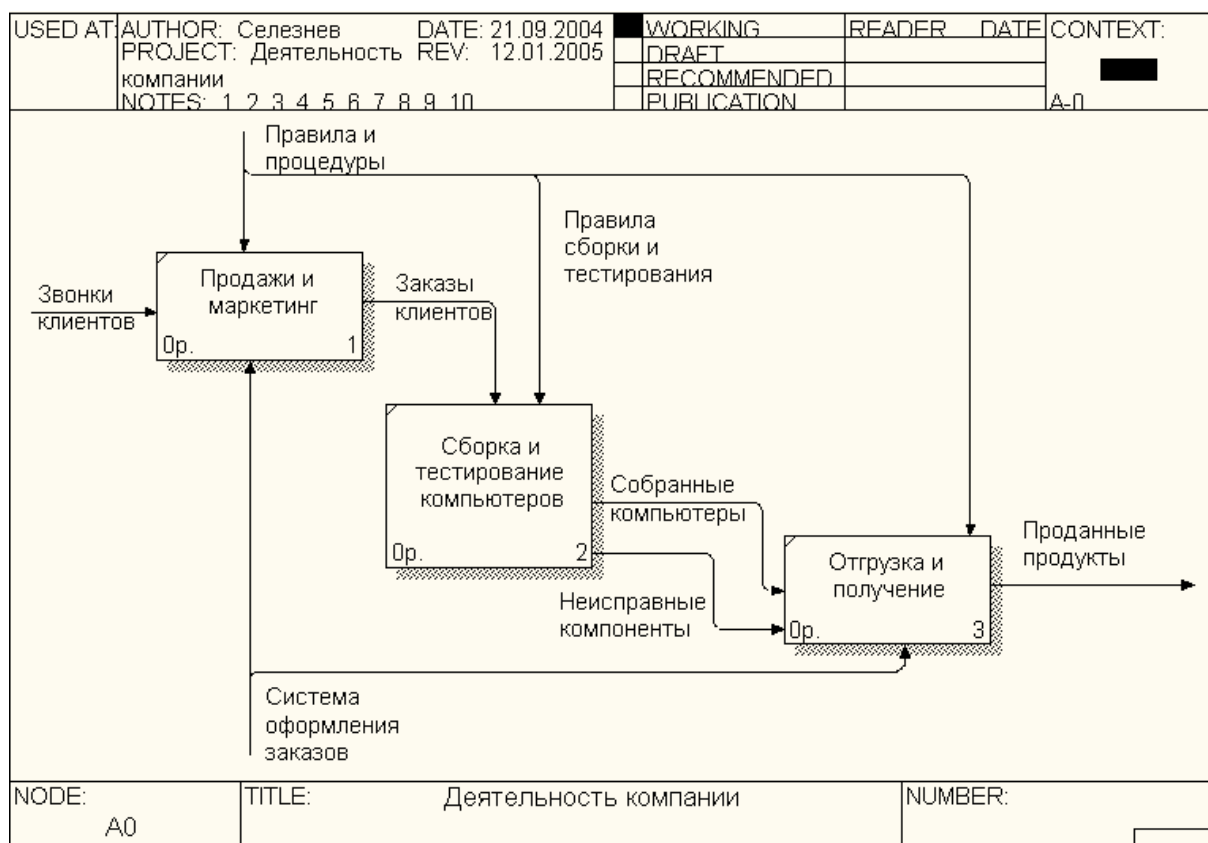 USED AT: AUTHOR: Селезнев DATE: 21.09.2004 WORKING READER DATE CONTEXT:
PROJECT: Деятельность REV: 12.01.2005 DRAFT
компании RECOMMENDED
NOTES: 1 2 3 4 5 6 7 8 9 10 PUBLICATION A-0
Правила и
процедуры
Правила
сборки и
тестирования
Звонки
клиентов
Продажи и
маркетинг
0р. 1
Заказы
клиентов
Сборка и
тестирование
компьютеров
0р. 2
Собранные
компьютеры
Неисправные
компоненты
Отгрузка и
получение
0р. 3
Проданные
продукты
Система
оформления
заказов
NODE: TITLE: Деятельность компании NUMBER:
A0